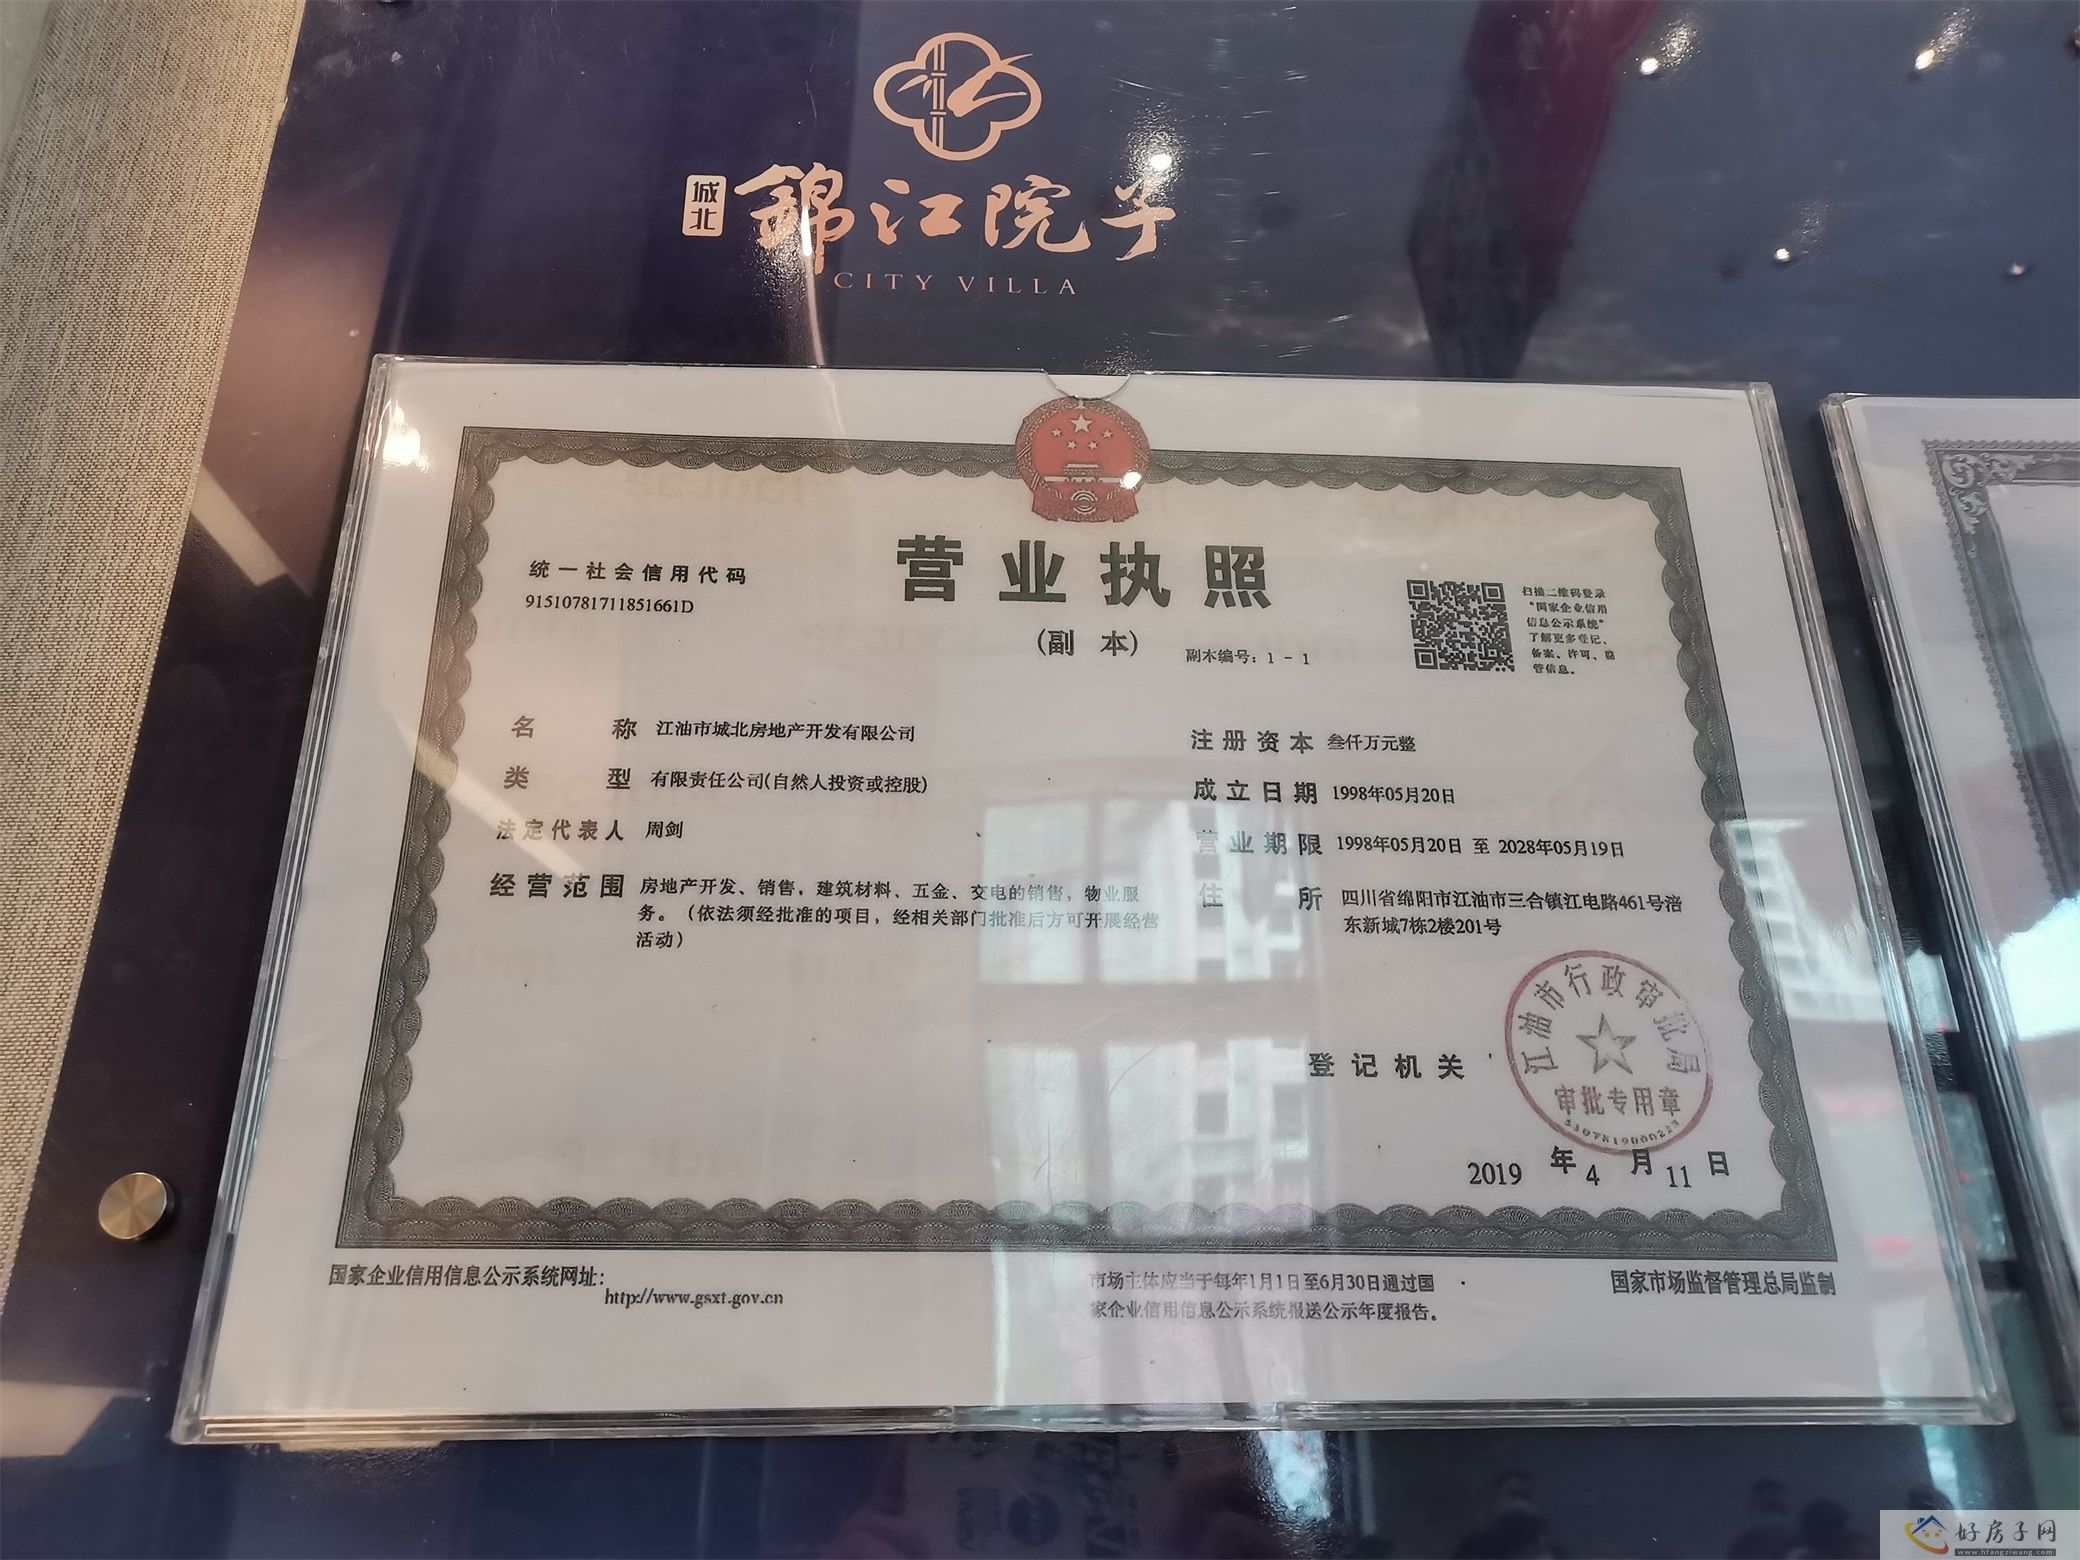 城北
錦江院子
CITY VILLA
营业执照
(副 本)
副本编号：1 - 1
统一社会信用代码
91510781711851661D
扫描二维码登录
“国家企业信用
信息公示系统”
了解更多登记、
备案、许可、监
管信息。
名 称 江油市城北房地产开发有限公司
类 型 有限责任公司(自然人投资或控股)
法定代表人 周剑
经营范围 房地产开发、销售，建筑材料、五金、交电的销售，物业服
务。（依法须经批准的项目，经相关部门批准后方可开展经营
活动）
注册资本 叁仟万元整
成立日期 1998年05月20日
营业期限 1998年05月20日 至 2028年05月19日
住 所 四川省绵阳市江油市三合镇江电路461号涪
东新城7栋2楼201号
登记机关
江油市行政审批局
审批专用章
5107819000223
2019 年 4 月 11 日
国家企业信用信息公示系统网址：
http://www.gsxt.gov.cn
市场主体应当于每年1月1日至6月30日通过国
家企业信用信息公示系统报送公示年度报告。
国家市场监督管理总局监制
好房子网
www.hfangziwang.com